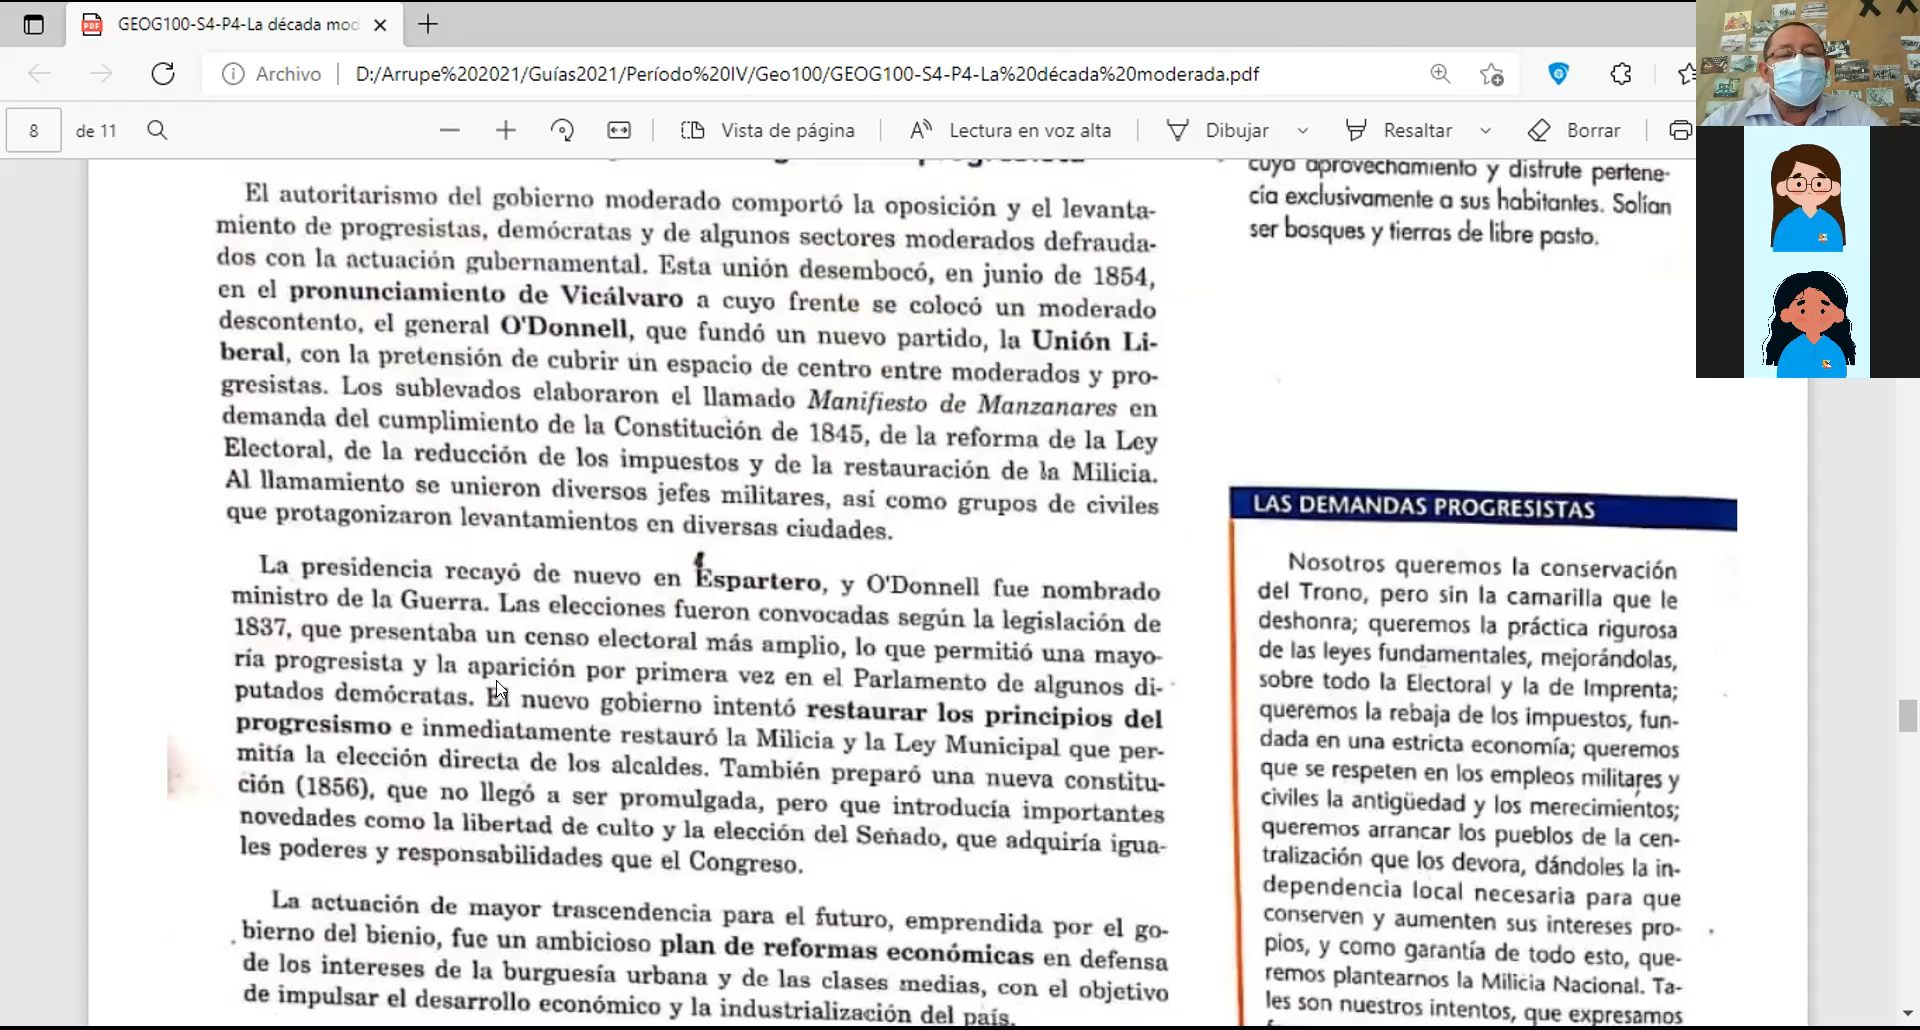 GEOG100-S4-P4-La década mod
Archivo
D:/Arrupe%202021/Guías2021/Período%20IV/Geo100/GEOG100-S4-P4-La%20década%20moderada.pdf
8 de 11
Vista de página
Lectura en voz alta
Dibujar
Resaltar
Borrar
El autoritarismo del gobierno moderado comportó la oposición y el levanta-
miento de progresistas, demócratas y de algunos sectores moderados defrauda-
dos con la actuación gubernamental. Esta unión desembocó, en junio de 1854,
en el pronunciamiento de Vicálvaro a cuyo frente se colocó un moderado
descontento, el general O'Donnell, que fundó un nuevo partido, la Unión Li-
beral, con la pretensión de cubrir un espacio de centro entre moderados y pro-
gresistas. Los sublevados elaboraron el llamado Manifiesto de Manzanares en
demanda del cumplimiento de la Constitución de 1845, de la reforma de la Ley
Electoral, de la reducción de los impuestos y de la restauración de la Milicia.
Al llamamiento se unieron diversos jefes militares, así como grupos de civiles
que protagonizaron levantamientos en diversas ciudades.
La presidencia recayó de nuevo en Espartero, y O'Donnell fue nombrado
ministro de la Guerra. Las elecciones fueron convocadas según la legislación de
1837, que presentaba un censo electoral más amplio, lo que permitió una mayo-
ría progresista y la aparición por primera vez en el Parlamento de algunos di-
putados demócratas. El nuevo gobierno intentó restaurar los principios del
progresismo e inmediatamente restauró la Milicia y la Ley Municipal que per-
mitía la elección directa de los alcaldes. También preparó una nueva constitu-
ción (1856), que no llegó a ser promulgada, pero que introducía importantes
novedades como la libertad de culto y la elección del Senado, que adquiría igua-
les poderes y responsabilidades que el Congreso.
La actuación de mayor trascendencia para el futuro, emprendida por el go-
bierno del bienio, fue un ambicioso plan de reformas económicas en defensa
de los intereses de la burguesía urbana y de las clases medias, con el objetivo
de impulsar el desarrollo económico y la industrialización del país.
cuyo aprovechamiento y disfrute pertene-
cía exclusivamente a sus habitantes. Solían
ser bosques y tierras de libre pasto.
LAS DEMANDAS PROGRESISTAS
Nosotros queremos la conservación
del Trono, pero sin la camarilla que le
deshonra; queremos la práctica rigurosa
de las leyes fundamentales, mejorándolas,
sobre todo la Electoral y la de Imprenta;
queremos la rebaja de los impuestos, fun-
dada en una estricta economía; queremos
que se respeten en los empleos militares y
civiles la antigüedad y los merecimientos;
queremos arrancar los pueblos de la cen-
tralización que los devora, dándoles la in-
dependencia local necesaria para que
conserven y aumenten sus intereses pro-
pios, y como garantía de todo esto, que-
remos plantearnos la Milicia Nacional. Ta-
les son nuestros intentos, que expresamos